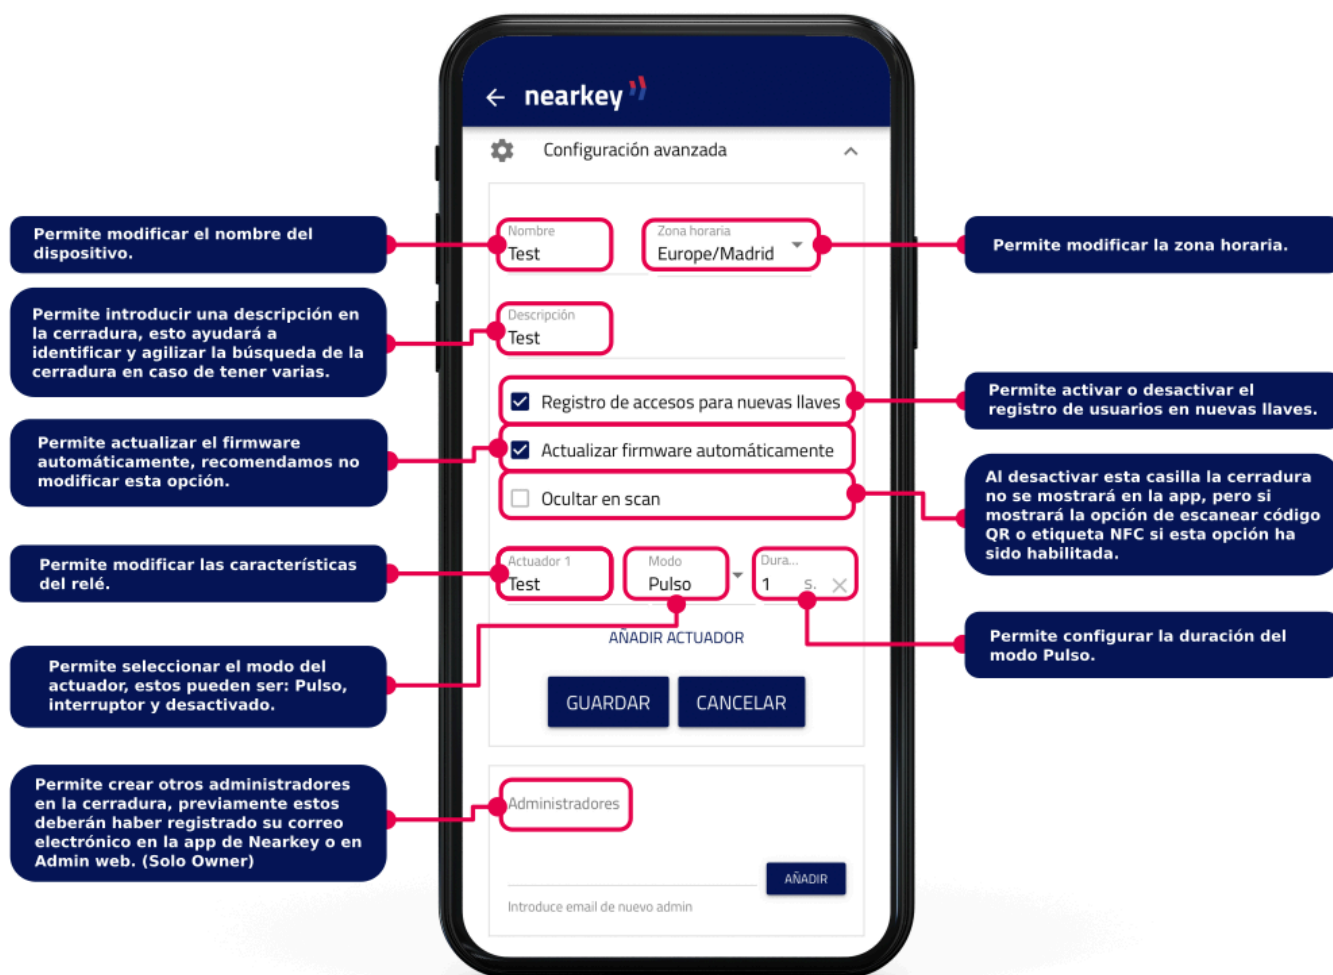 nearkey
Configuración avanzada
Permite modificar el nombre del
dispositivo.
Nombre
Test
Zona horaria
Europe/Madrid
Permite modificar la zona horaria.
Permite introducir una descripción en
la cerradura, esto ayudará a
identificar y agilizar la búsqueda de la
cerradura en caso de tener varias.
Descripción
Test
Registro de accesos para nuevas llaves
Permite activar o desactivar el
registro de usuarios en nuevas llaves.
Permite actualizar el firmware
automáticamente, recomendamos no
modificar esta opción.
Actualizar firmware automáticamente
Ocultar en scan
Al desactivar esta casilla la cerradura
no se mostrará en la app, pero si
mostrará la opción de escanear código
QR o etiqueta NFC si esta opción ha
sido habilitada.
Permite modificar las características
del relé.
Actuador 1
Test
Modo
Pulso
Dura...
1 s.
Permite configurar la duración del
modo Pulso.
AÑADIR ACTUADOR
Permite seleccionar el modo del
actuador, estos pueden ser: Pulso,
interruptor y desactivado.
GUARDAR
CANCELAR
Permite crear otros administradores
en la cerradura, previamente estos
deberán haber registrado su correo
electrónico en la app de Nearkey o en
Admin web. (Solo Owner)
Administradores
AÑADIR
Introduce email de nuevo admin